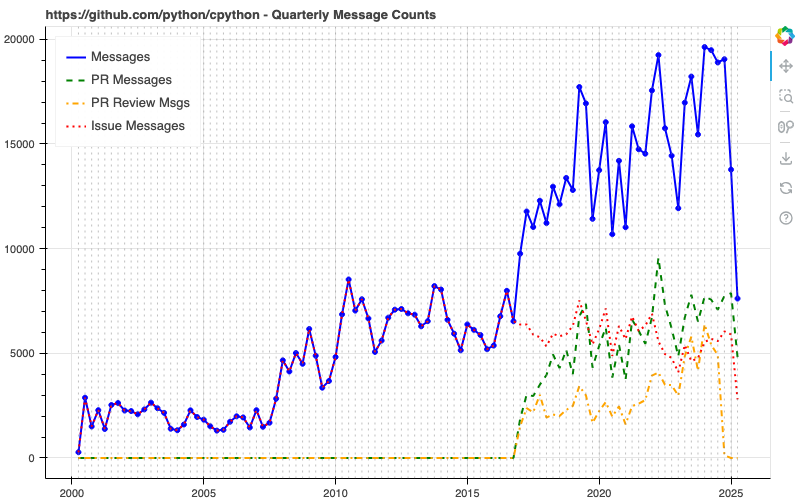 https://github.com/python/cpython - Quarterly Message Counts
20000
15000
10000
5000
0
Messages
PR Messages
PR Review Msgs
Issue Messages
2000
2005
2010
2015
2020
2025